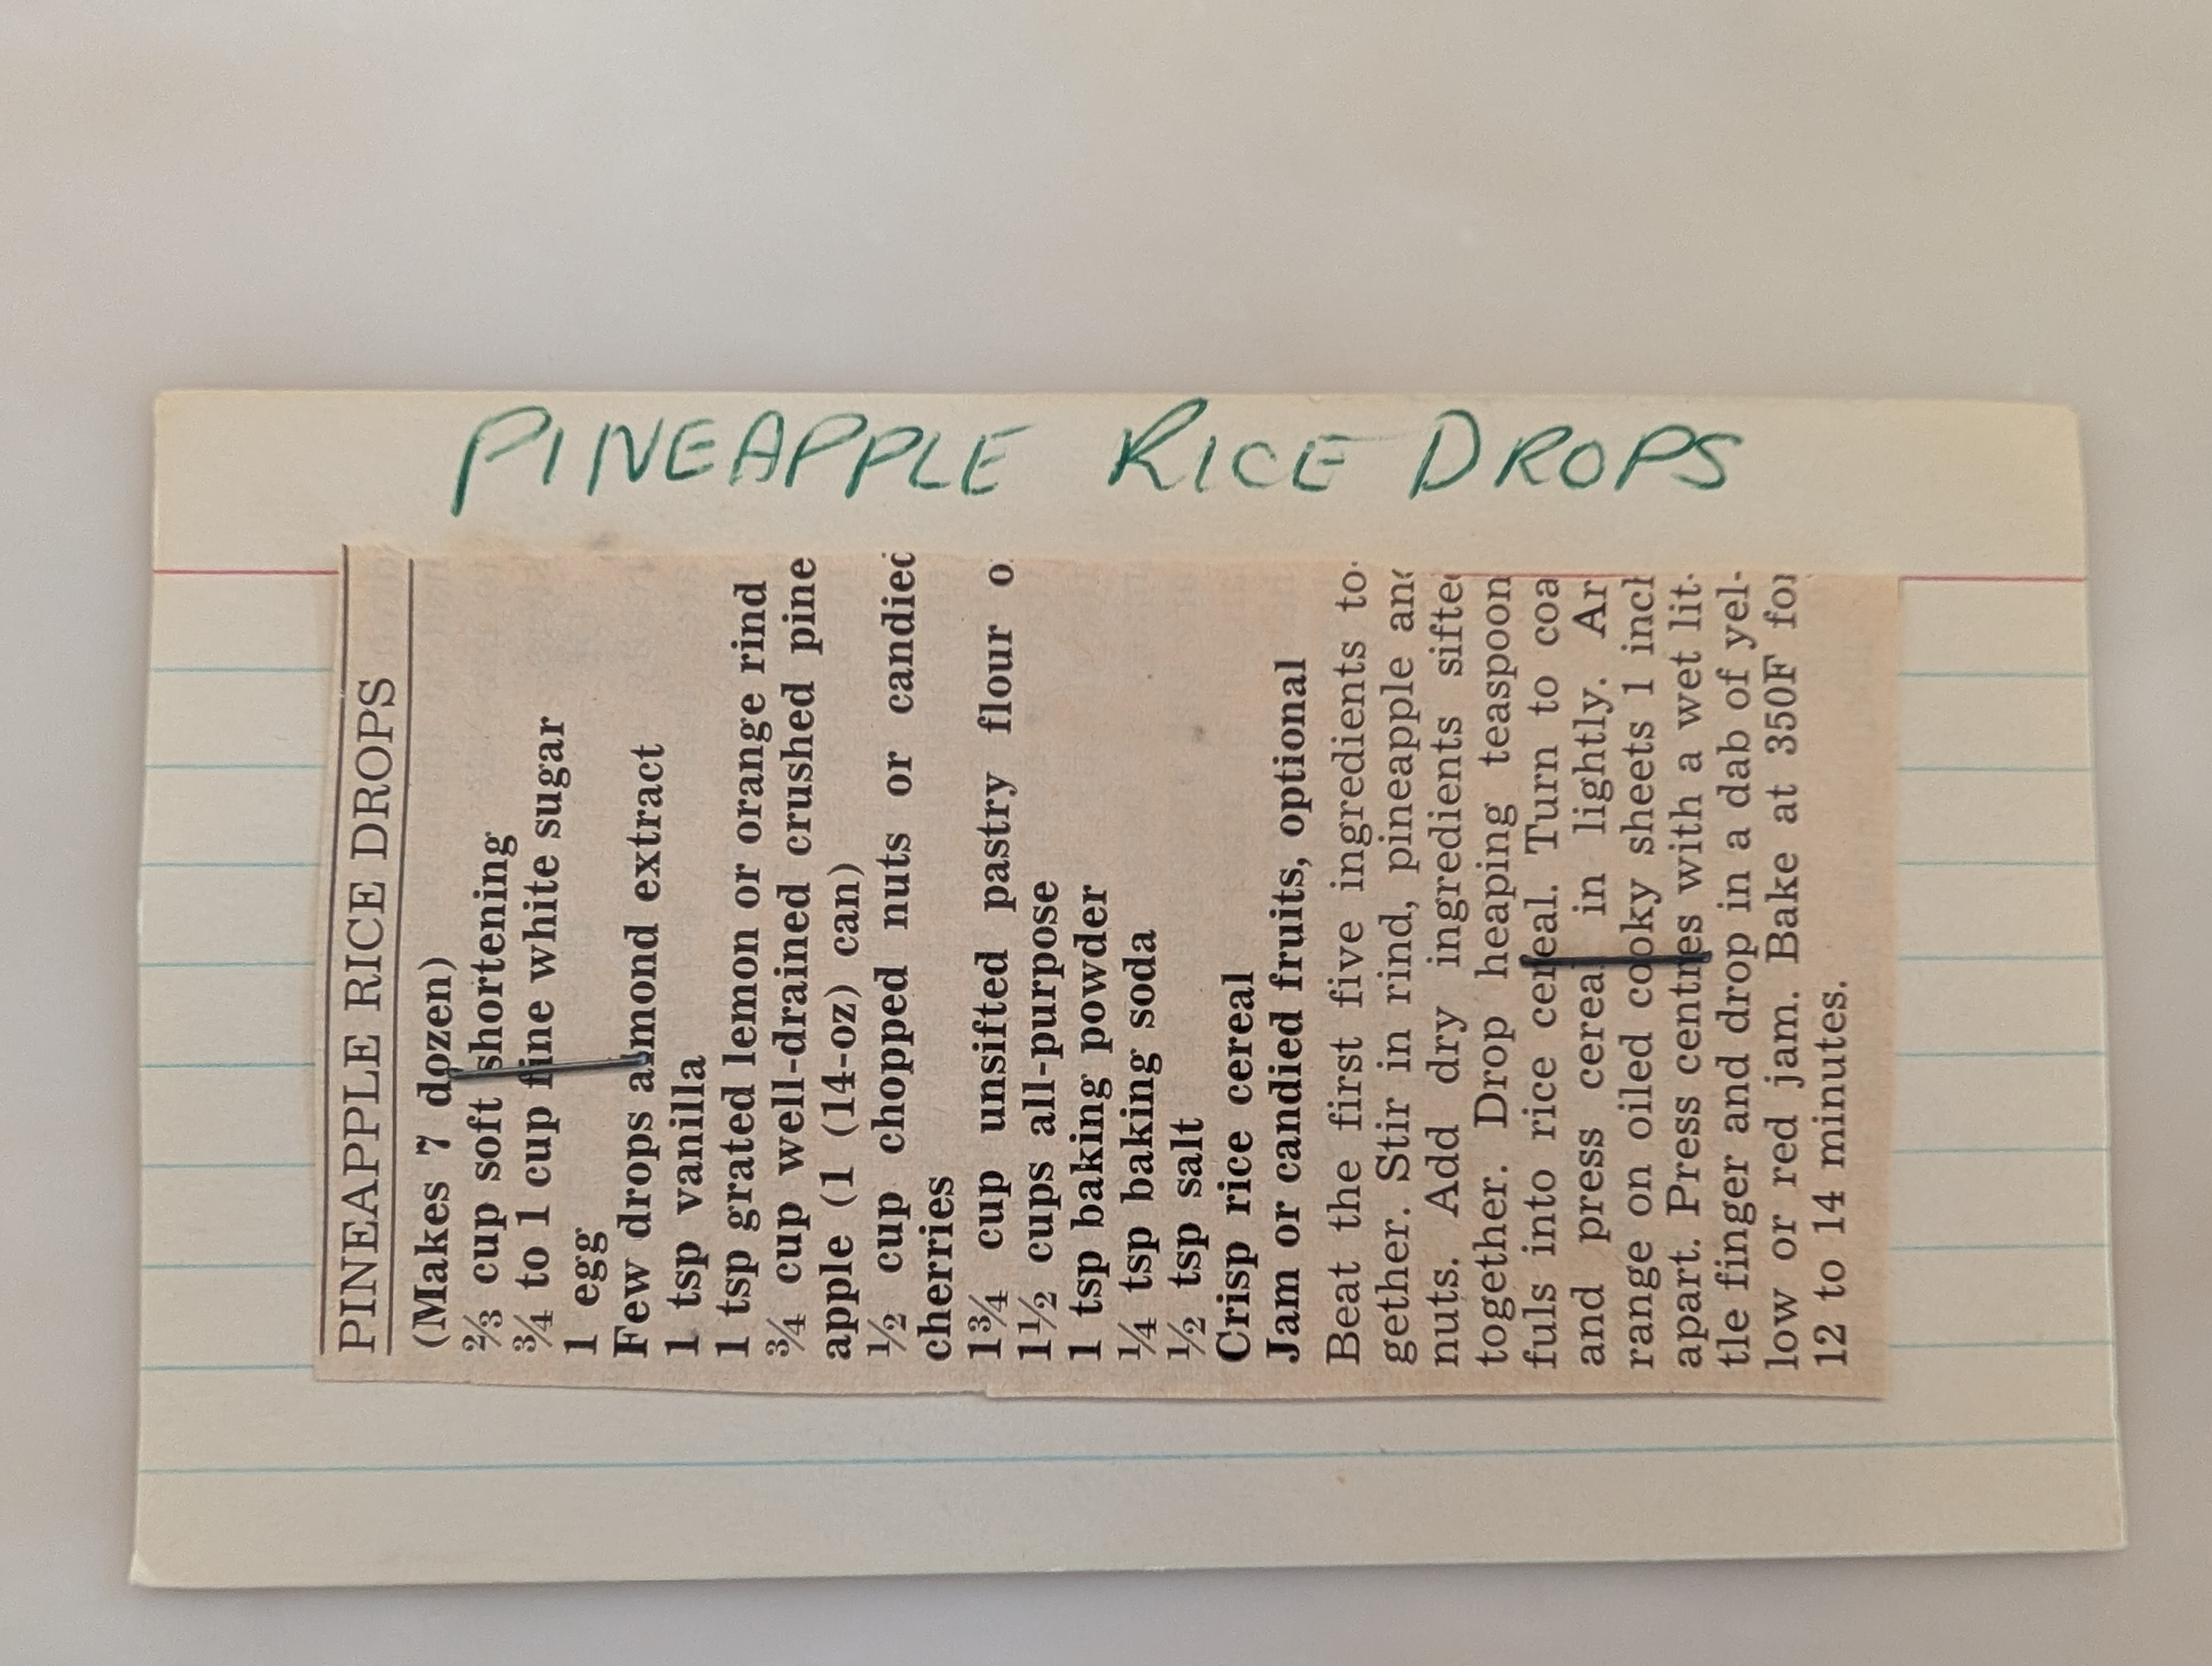 PINEAPPLE RICE DROPS
PINEAPPLE RICE DROPS
(Makes 7 dozen)
⅔ cup soft shortening
¾ to 1 cup fine white sugar
1 egg
Few drops almond extract
1 tsp vanilla
1 tsp grated lemon or orange rind
¾ cup well-drained crushed pine
apple (1 (14-oz) can)
½ cup chopped nuts or candied
cherries
1¾ cup unsifted pastry flour o
1½ cups all-purpose
1 tsp baking powder
¼ tsp baking soda
½ tsp salt
Crisp rice cereal
Jam or candied fruits, optional
Beat the first five ingredients to-
gether. Stir in rind, pineapple and
nuts. Add dry ingredients sifted
together. Drop heaping teaspoon
fuls into rice cereal. Turn to coa
and press cereal in lightly. Ar
range on oiled cooky sheets 1 inch
apart. Press centres with a wet lit-
tle finger and drop in a dab of yel-
low or red jam. Bake at 350F for
12 to 14 minutes.